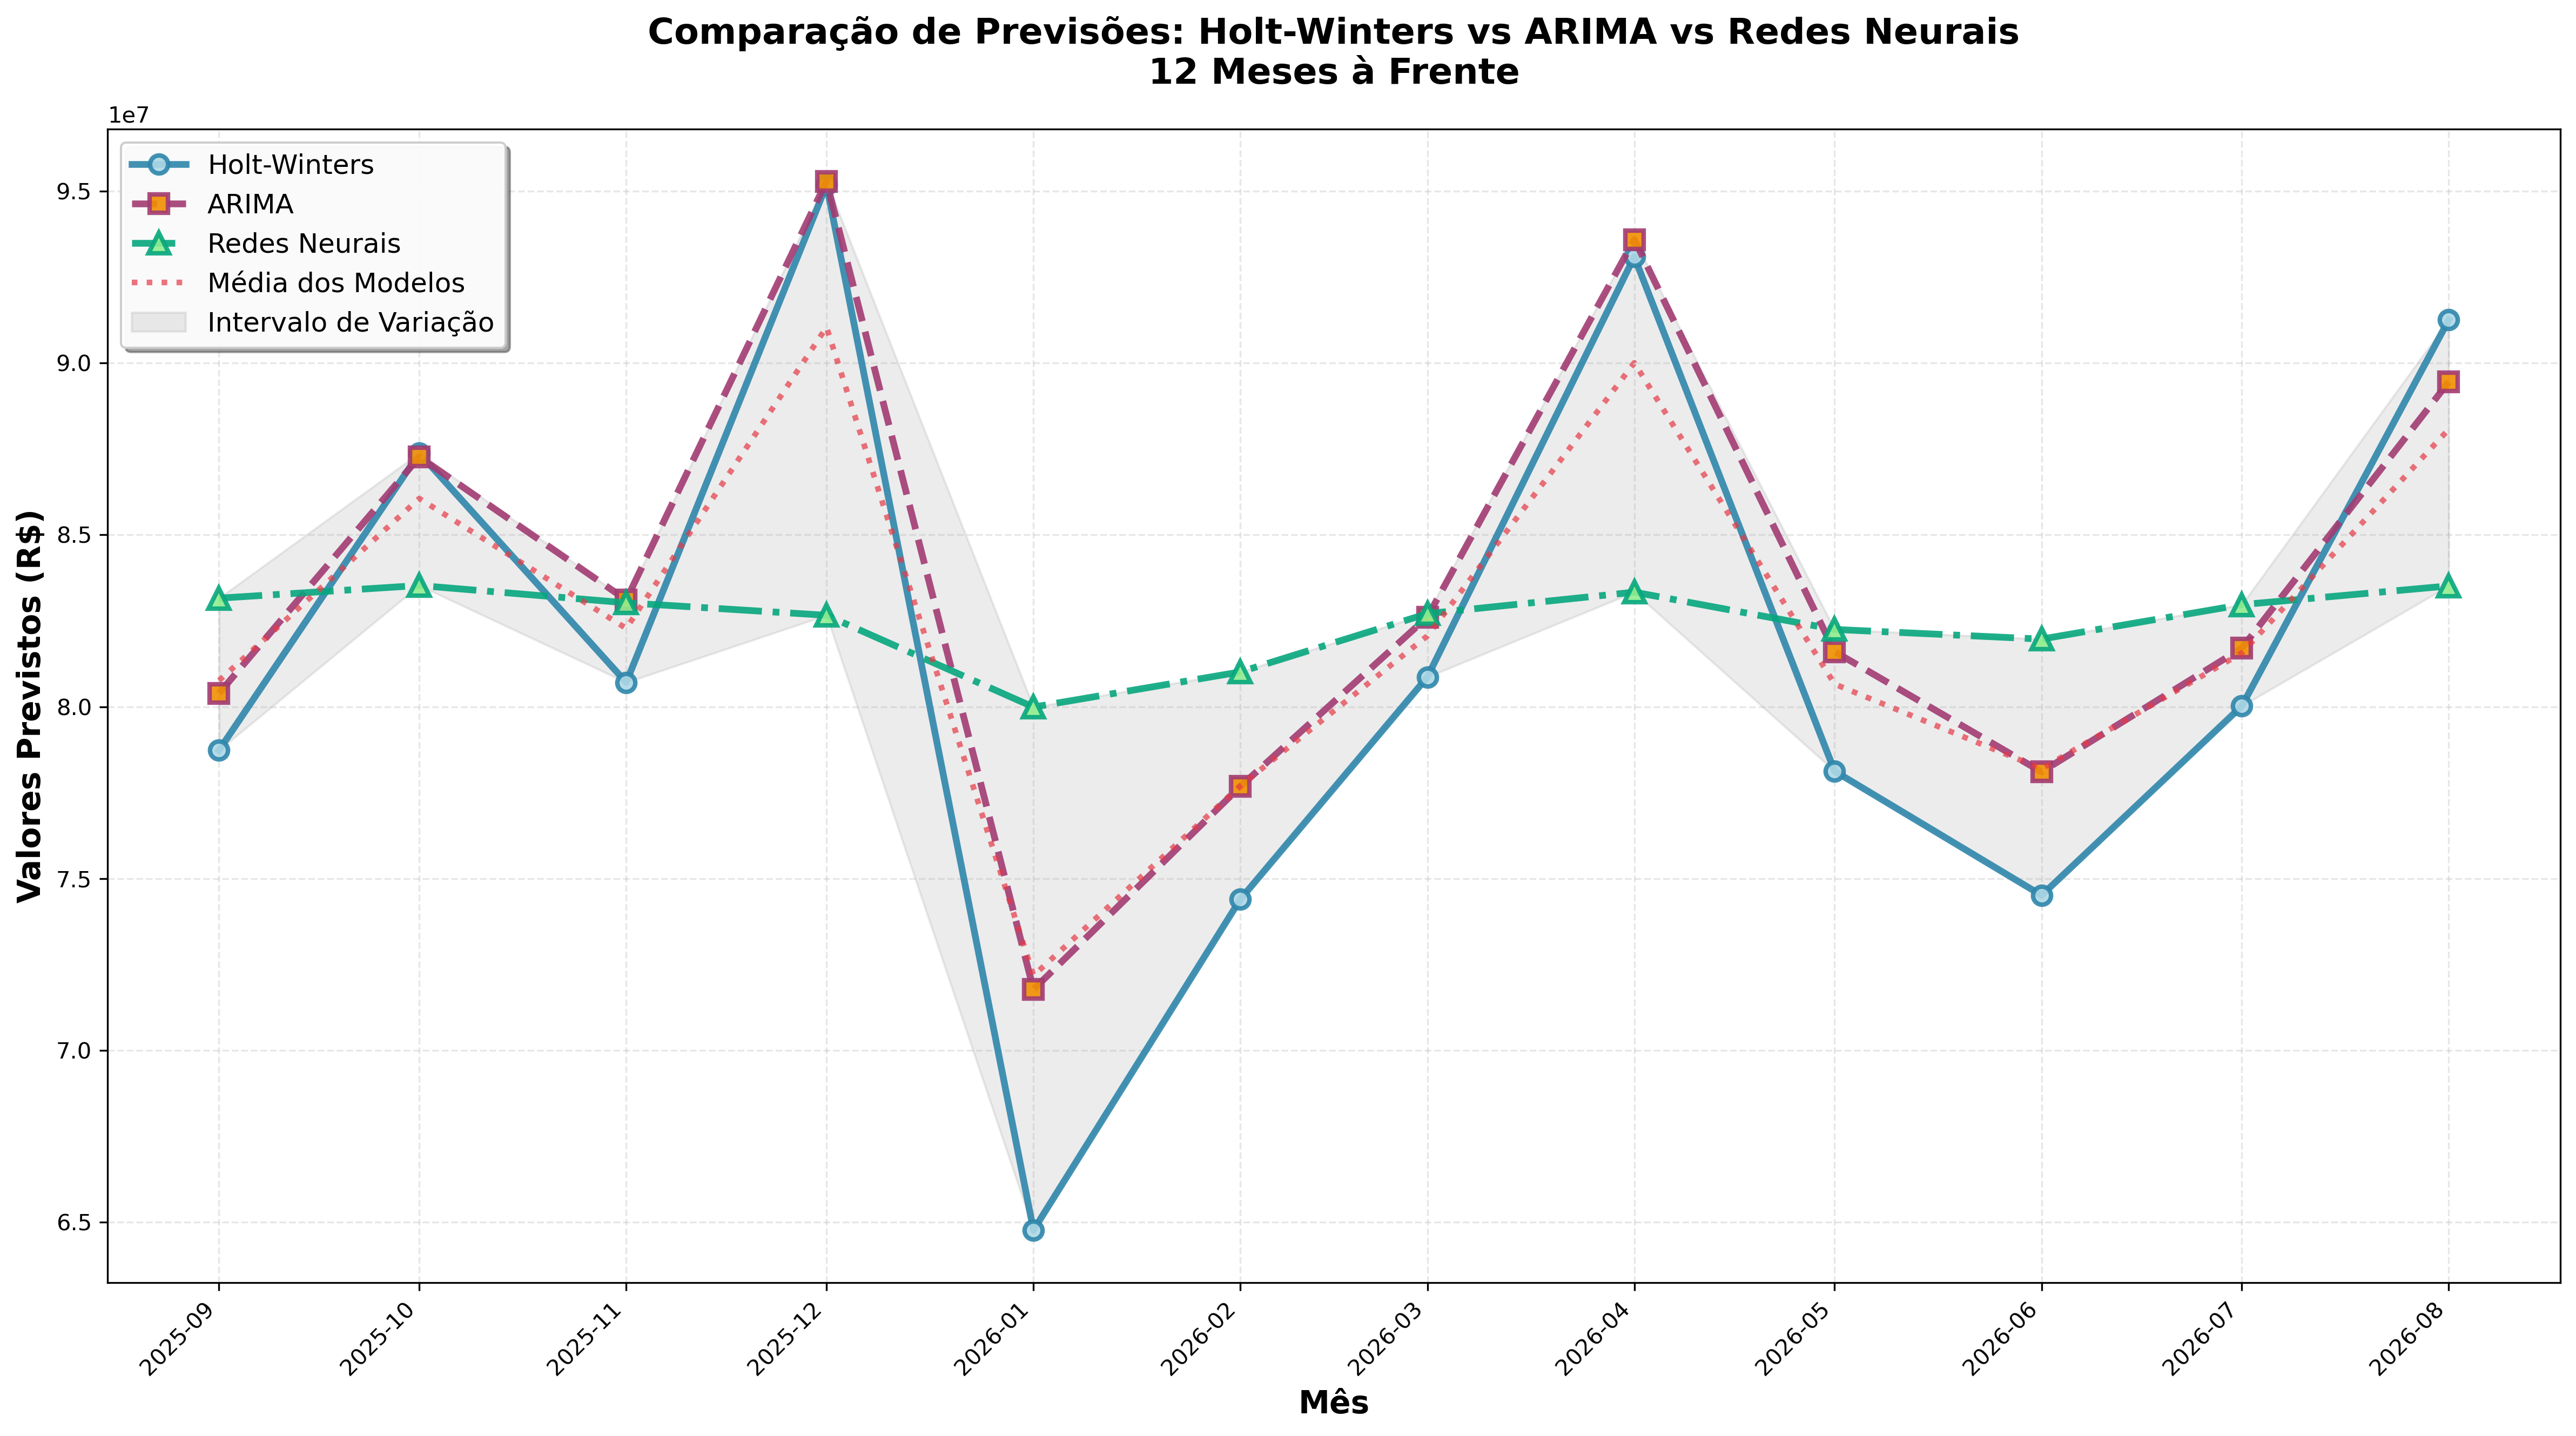 Comparação de Previsões: Holt-Winters vs ARIMA vs Redes Neurais
12 Meses à Frente
1e7
Holt-Winters
ARIMA
Redes Neurais
Média dos Modelos
Intervalo de Variação
9.5
9.0
8.5
8.0
7.5
7.0
6.5
Valores Previstos (R$)
2025-09
2025-10
2025-11
2025-12
2026-01
2026-02
2026-03
2026-04
2026-05
2026-06
2026-07
2026-08
Mês